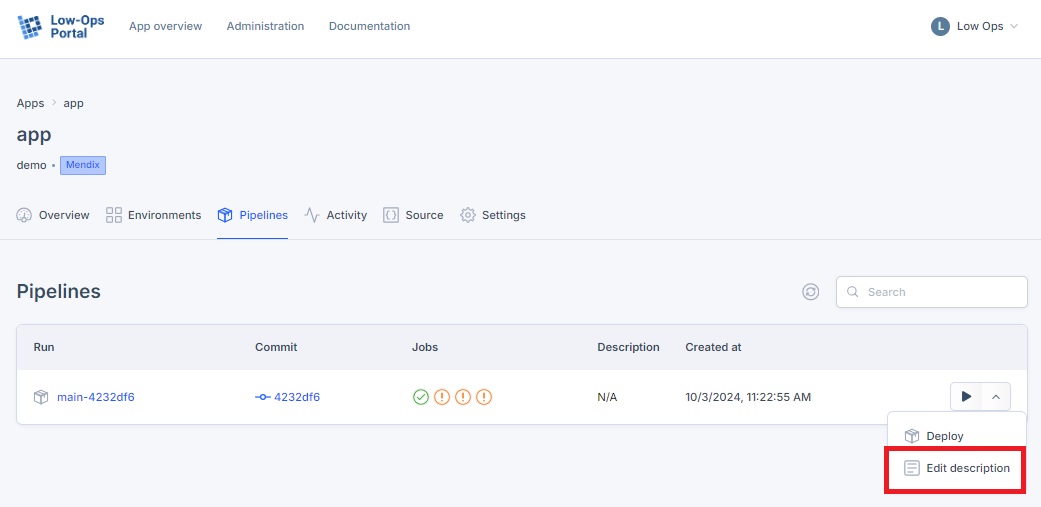 Low-Ops
Portal
App overview
Administration
Documentation
L
Low Ops
Apps > app
app
demo • Mendix
Overview
Environments
Pipelines
Activity
Source
Settings
Pipelines
Search
Run
Commit
Jobs
Description
Created at
main-4232df6
4232df6
N/A
10/3/2024, 11:22:55 AM
Deploy
Edit description